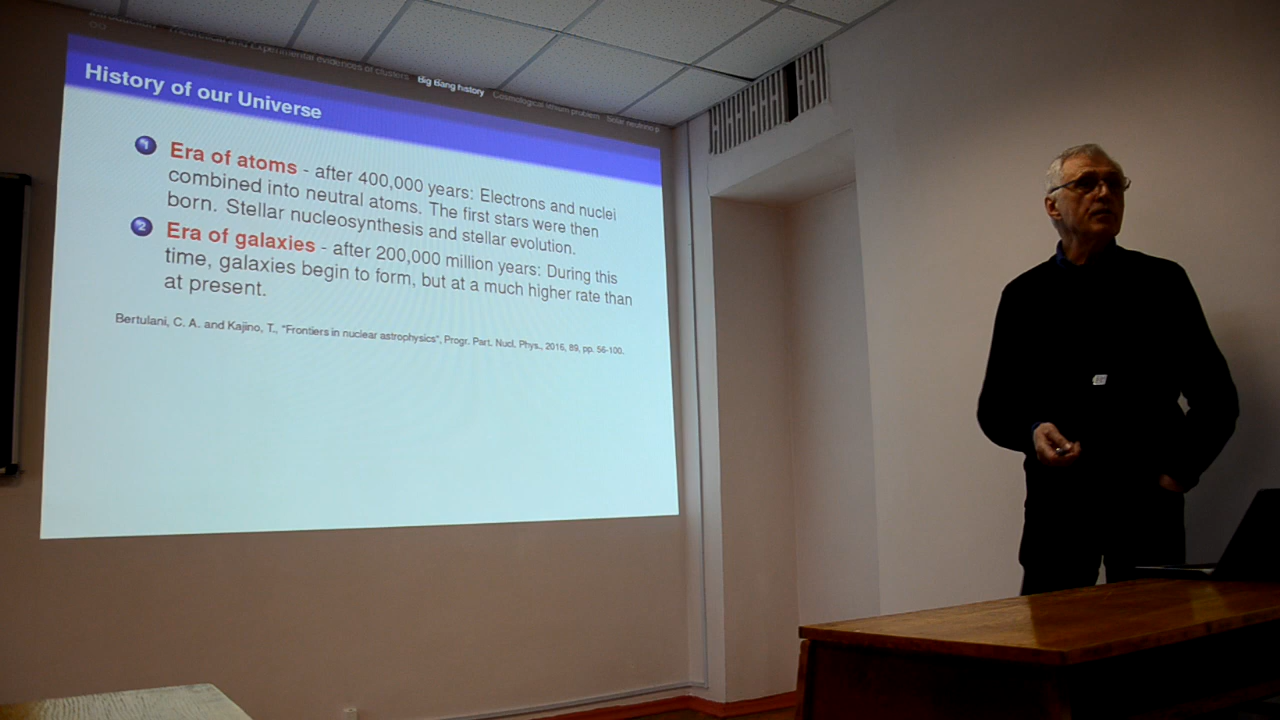 Theoretical and Experimental evidences of clusters Big Bang history Cosmological lithium problem Solar neutrino p
History of our Universe
1 Era of atoms - after 400,000 years: Electrons and nuclei
combined into neutral atoms. The first stars were then
born. Stellar nucleosynthesis and stellar evolution.
2 Era of galaxies - after 200,000 million years: During this
time, galaxies begin to form, but at a much higher rate than
at present.
Bertulani, C. A. and Kajino, T., "Frontiers in nuclear astrophysics", Progr. Part. Nucl. Phys., 2016, 89, pp. 56-100.